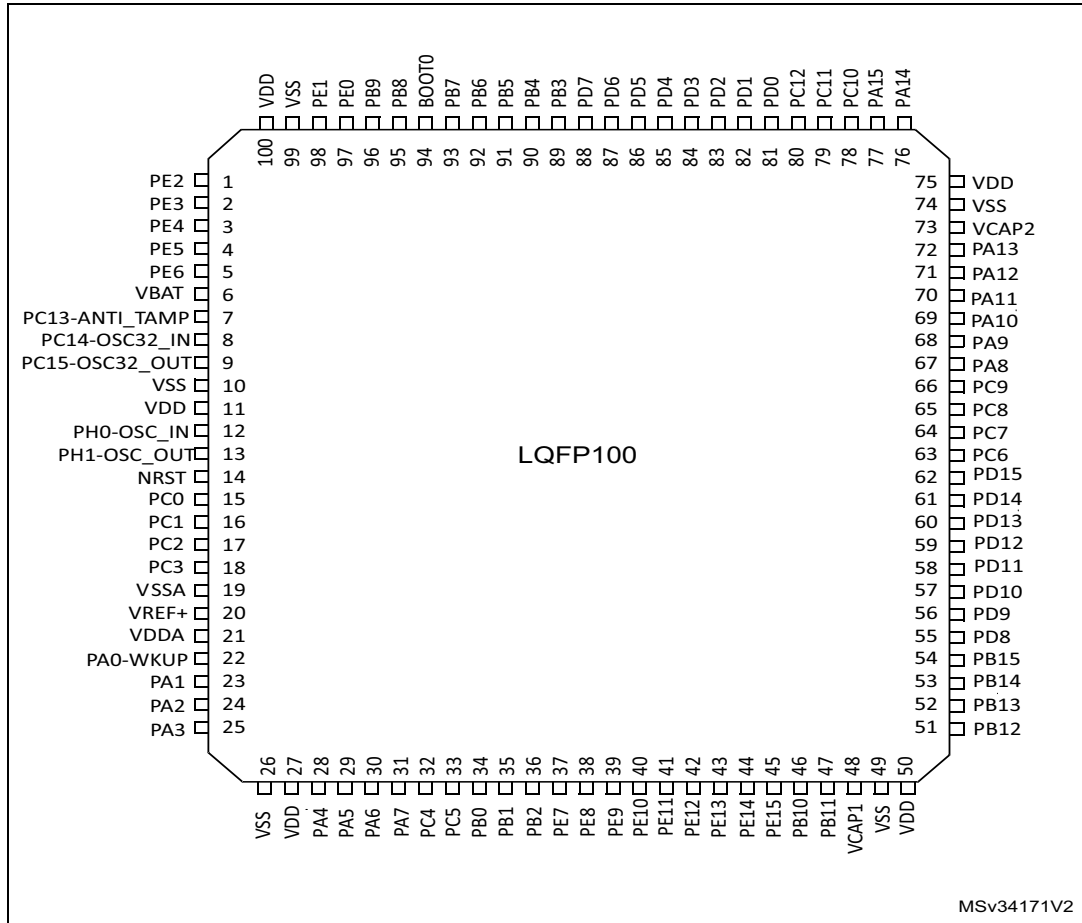 VDD VSS PE1 PE0 PB9 PB8 BOOT0 PB7 PB6 PB5 PB4 PB3 PD7 PD6 PD5 PD4 PD3 PD2 PD1 PD0 PC12 PC11 PC10 PA15 PA14
100 99 98 97 96 95 94 93 92 91 90 89 88 87 86 85 84 83 82 81 80 79 78 77 76
PE2 1
PE3 2
PE4 3
PE5 4
PE6 5
VBAT 6
PC13-ANTI_TAMP 7
PC14-OSC32_IN 8
PC15-OSC32_OUT 9
VSS 10
VDD 11
PH0-OSC_IN 12
PH1-OSC_OUT 13
NRST 14
PC0 15
PC1 16
PC2 17
PC3 18
VSSA 19
VREF+ 20
VDDA 21
PA0-WKUP 22
PA1 23
PA2 24
PA3 25
LQFP100
75 VDD
74 VSS
73 VCAP2
72 PA13
71 PA12
70 PA11
69 PA10
68 PA9
67 PA8
66 PC9
65 PC8
64 PC7
63 PC6
62 PD15
61 PD14
60 PD13
59 PD12
58 PD11
57 PD10
56 PD9
55 PD8
54 PB15
53 PB14
52 PB13
51 PB12
26 27 28 29 30 31 32 33 34 35 36 37 38 39 40 41 42 43 44 45 46 47 48 49 50
VSS VDD PA4 PA5 PA6 PA7 PC4 PC5 PB0 PB1 PB2 PE7 PE8 PE9 PE10 PE11 PE12 PE13 PE14 PE15 PB10 PB11 VCAP1 VSS VDD
MSv34171V2